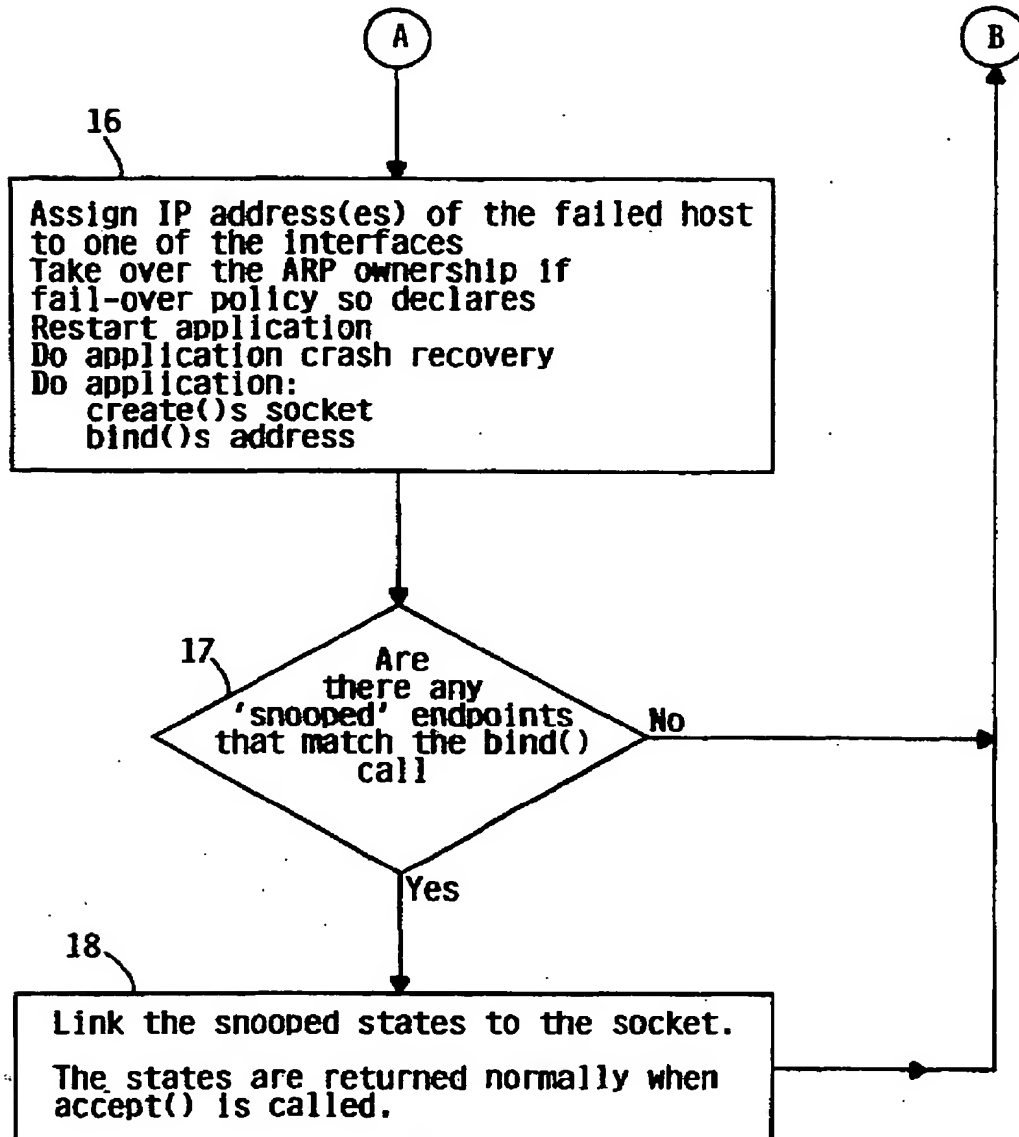 A
B
16
Assign IP address(es) of the failed host
to one of the interfaces
Take over the ARP ownership if
fail-over policy so declares
Restart application
Do application crash recovery
Do application:
create()s socket
bind()s address
17
Are
there any
'snooped' endpoints
that match the bind()
call
No
Yes
18
Link the snooped states to the socket.
The states are returned normally when
accept() is called.